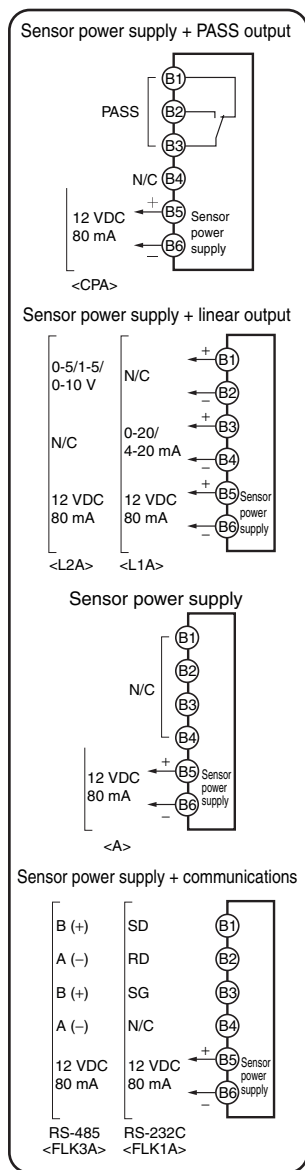 Sensor power supply + PASS output
B1
PASS
B2
B3
N/C
B4
+
12 VDC
80 mA
B5
Sensor
power
supply
B6
−
<CPA>
Sensor power supply + linear output
0-5/1-5/
0-10 V
N/C
+
B1
−
B2
N/C
0-20/
4-20 mA
+
B3
−
B4
12 VDC
80 mA
12 VDC
80 mA
+
B5
Sensor
power
supply
−
B6
<L2A>
<L1A>
Sensor power supply
B1
B2
N/C
B3
B4
12 VDC
80 mA
+
B5
Sensor
power
supply
B6
−
<A>
Sensor power supply + communications
B (+)
SD
B1
A (−)
RD
B2
B (+)
SG
B3
A (−)
N/C
B4
12 VDC
80 mA
12 VDC
80 mA
+
B5
Sensor
power
supply
B6
−
RS-485
<FLK3A>
RS-232C
<FLK1A>